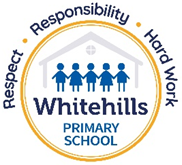 Respect • Responsibility • Hard Work
Whitehills
PRIMARY
SCHOOL